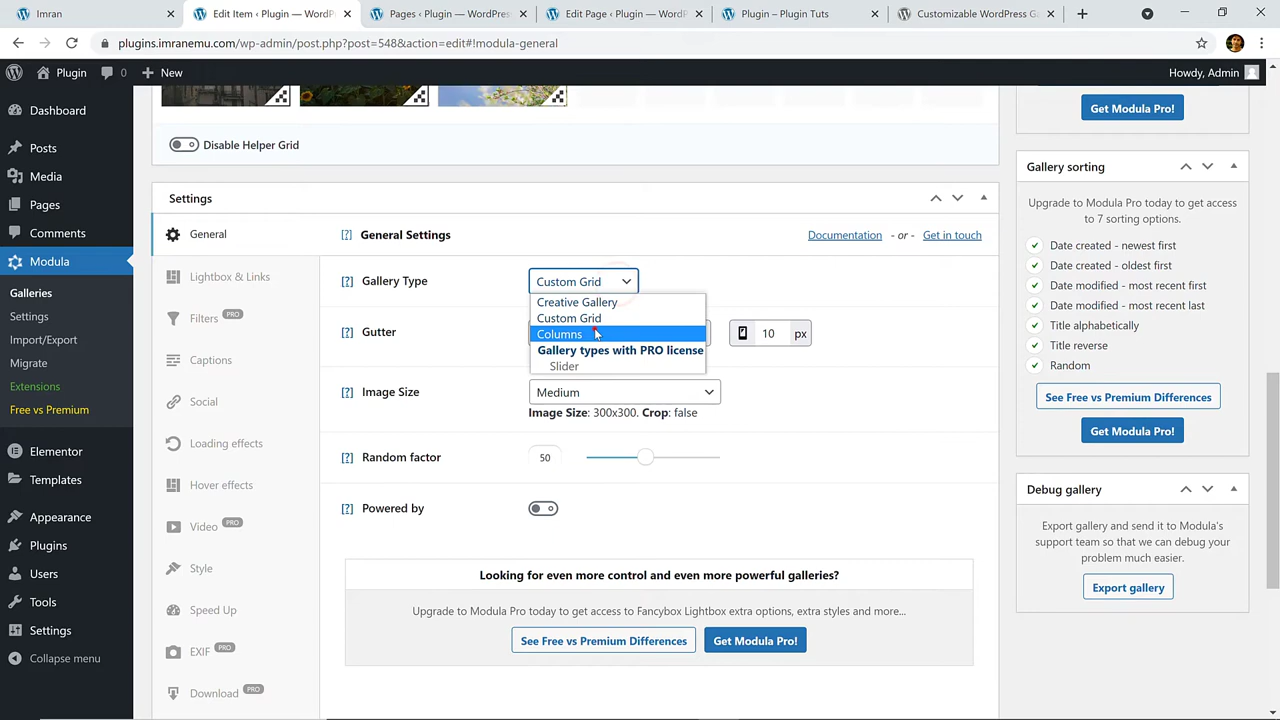 Imran
Edit Item ‹ Plugin — WordPr
Pages ‹ Plugin — WordPress
Edit Page ‹ Plugin — WordPress
Plugin – Plugin Tuts
Customizable WordPress Ga
plugins.imranemu.com/wp-admin/post.php?post=548&action=edit#!modula-general
Plugin
0
New
Howdy, Admin
Dashboard
Posts
Media
Pages
Comments
Modula
Galleries
Settings
Import/Export
Migrate
Extensions
Free vs Premium
Elementor
Templates
Appearance
Plugins
Users
Tools
Settings
Collapse menu
Disable Helper Grid
Settings
General
Lightbox & Links
Filters PRO
Captions
Social
Loading effects
Hover effects
Video PRO
Style
Speed Up
EXIF PRO
Download PRO
[?] General Settings
Documentation - or - Get in touch
[?] Gallery Type
Custom Grid
Creative Gallery
Custom Grid
Columns
Gallery types with PRO license
Slider
[?] Gutter
10 px
[?] Image Size
Medium
Image Size: 300x300. Crop: false
[?] Random factor
50
[?] Powered by
Looking for even more control and even more powerful galleries?
Upgrade to Modula Pro today to get access to Fancybox Lightbox extra options, extra styles and more...
See Free vs Premium Differences
Get Modula Pro!
Get Modula Pro!
Gallery sorting
Upgrade to Modula Pro today to get access
to 7 sorting options.
Date created - newest first
Date created - oldest first
Date modified - most recent first
Date modified - most recent last
Title alphabetically
Title reverse
Random
See Free vs Premium Differences
Get Modula Pro!
Debug gallery
Export gallery and send it to Modula's
support team so that we can debug your
problem much easier.
Export gallery